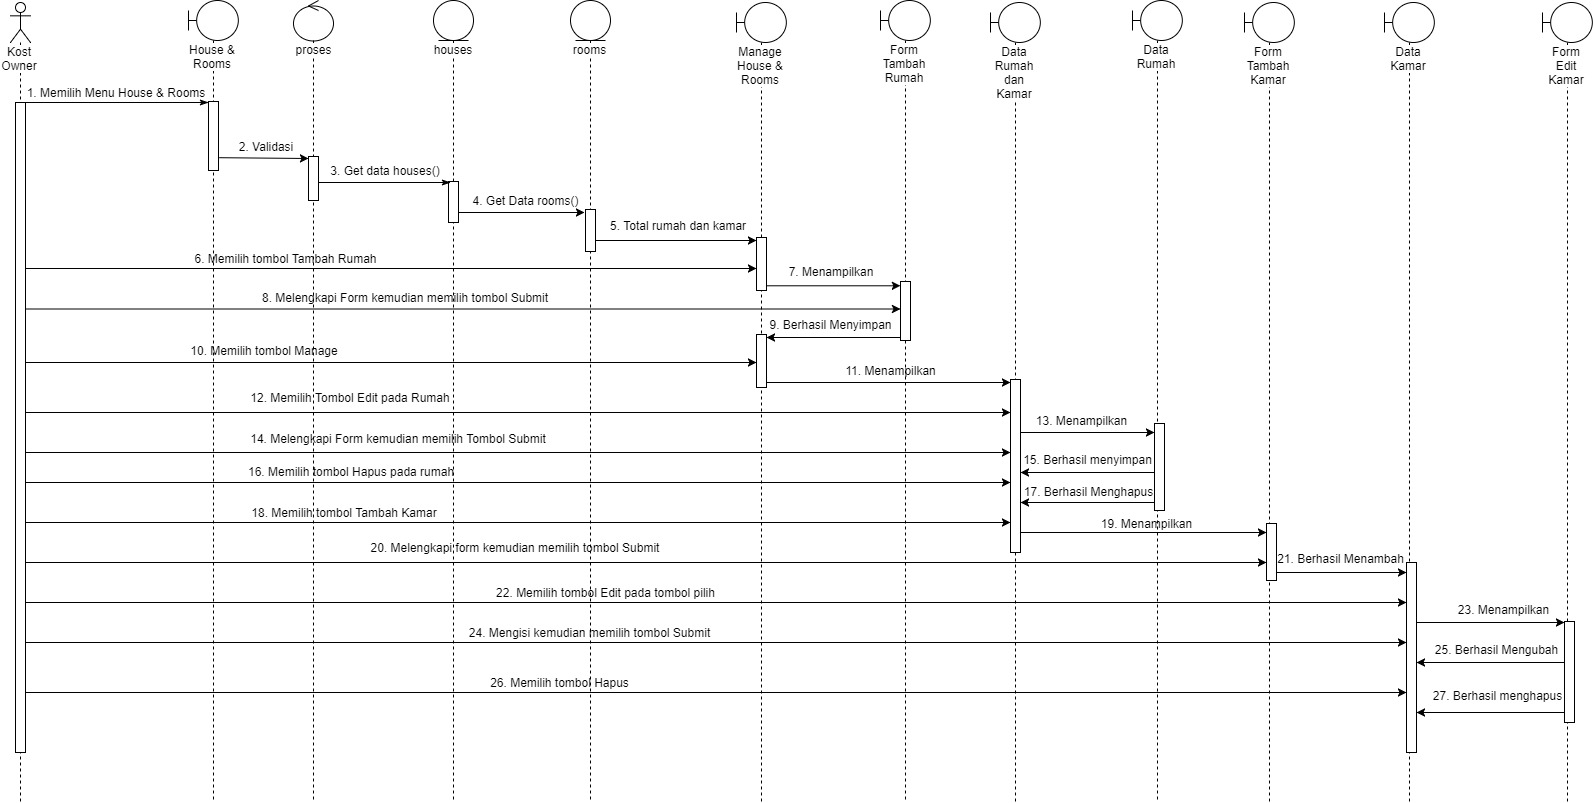 Kost
Owner
House &
Rooms
proses
houses
rooms
Manage
House &
Rooms
Form
Tambah
Rumah
Data
Rumah
dan
Kamar
Data
Rumah
Form
Tambah
Kamar
Data
Kamar
Form
Edit
Kamar
1. Memilih Menu House & Rooms
2. Validasi
3. Get data houses()
4. Get Data rooms()
5. Total rumah dan kamar
6. Memilih tombol Tambah Rumah
7. Menampilkan
8. Melengkapi Form kemudian memilih tombol Submit
9. Berhasil Menyimpan
10. Memilih tombol Manage
11. Menampilkan
12. Memilih Tombol Edit pada Rumah
13. Menampilkan
14. Melengkapi Form kemudian memilih Tombol Submit
15. Berhasil menyimpan
16. Memilih tombol Hapus pada rumah
17. Berhasil Menghapus
18. Memilih tombol Tambah Kamar
19. Menampilkan
20. Melengkapi form kemudian memilih tombol Submit
21. Berhasil Menambah
22. Memilih tombol Edit pada tombol pilih
23. Menampilkan
24. Mengisi kemudian memilih tombol Submit
25. Berhasil Mengubah
26. Memilih tombol Hapus
27. Berhasil menghapus